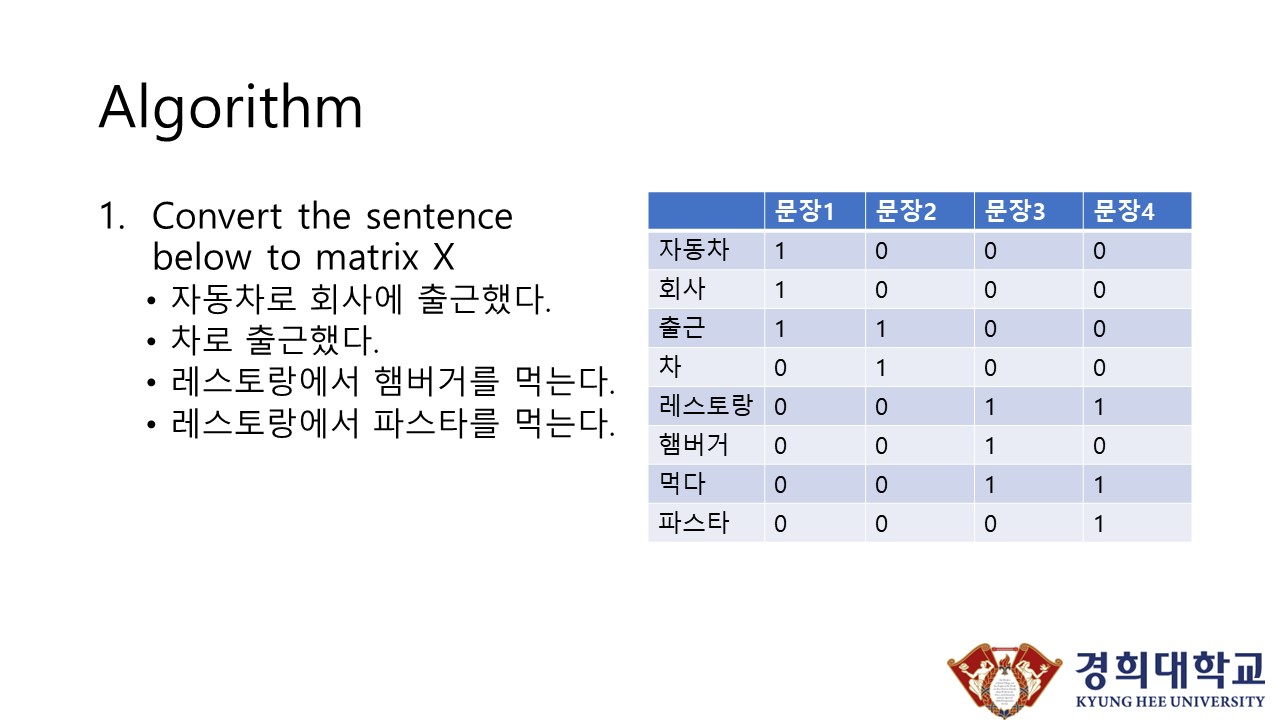 Algorithm
1. Convert the sentence
below to matrix X
• 자동차로 회사에 출근했다.
• 차로 출근했다.
• 레스토랑에서 햄버거를 먹는다.
• 레스토랑에서 파스타를 먹는다.
문장1 문장2 문장3 문장4
자동차 1 0 0 0
회사 1 0 0 0
출근 1 1 0 0
차 0 1 0 0
레스토랑 0 0 1 1
햄버거 0 0 1 0
먹다 0 0 1 1
파스타 0 0 0 1
경희대학교
KYUNG HEE UNIVERSITY